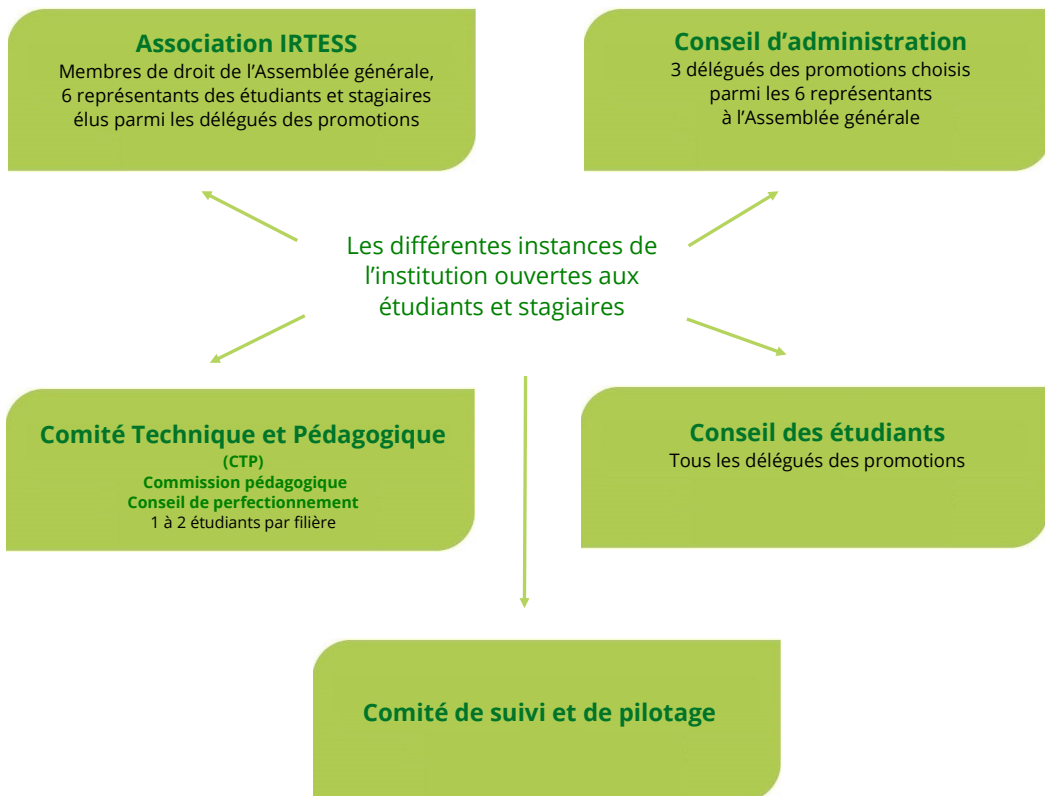 Association IRTESS
Membres de droit de l’Assemblée générale,
6 représentants des étudiants et stagiaires
élus parmi les délégués des promotions
Conseil d’administration
3 délégués des promotions choisis
parmi les 6 représentants
à l’Assemblée générale
Les différentes instances de
l’institution ouvertes aux
étudiants et stagiaires
Comité Technique et Pédagogique
(CTP)
Commission pédagogique
Conseil de perfectionnement
1 à 2 étudiants par filière
Conseil des étudiants
Tous les délégués des promotions
Comité de suivi et de pilotage